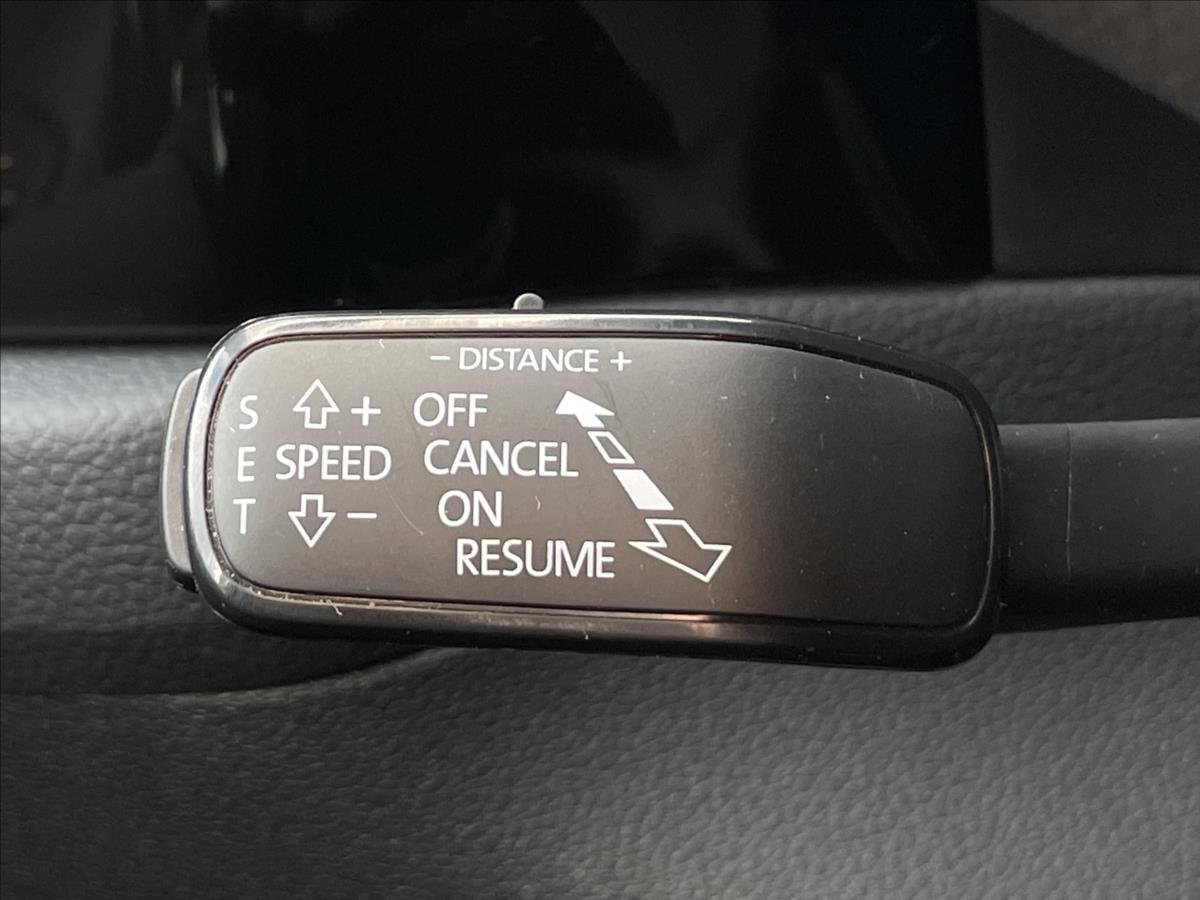 - DISTANCE +
S + OFF
E SPEED CANCEL
T - ON
RESUME